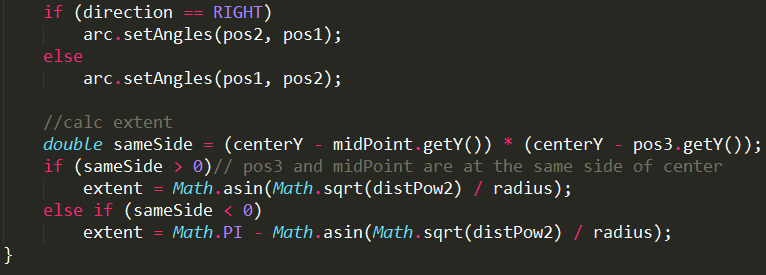 if (direction == RIGHT)
arc.setAngles(pos2, pos1);
else
arc.setAngles(pos1, pos2);
//calc extent
double sameSide = (centerY - midPoint.getY()) * (centerY - pos3.getY());
if (sameSide > 0)// pos3 and midPoint are at the same side of center
extent = Math.asin(Math.sqrt(distPow2) / radius);
else if (sameSide < 0)
extent = Math.PI - Math.asin(Math.sqrt(distPow2) / radius);
}